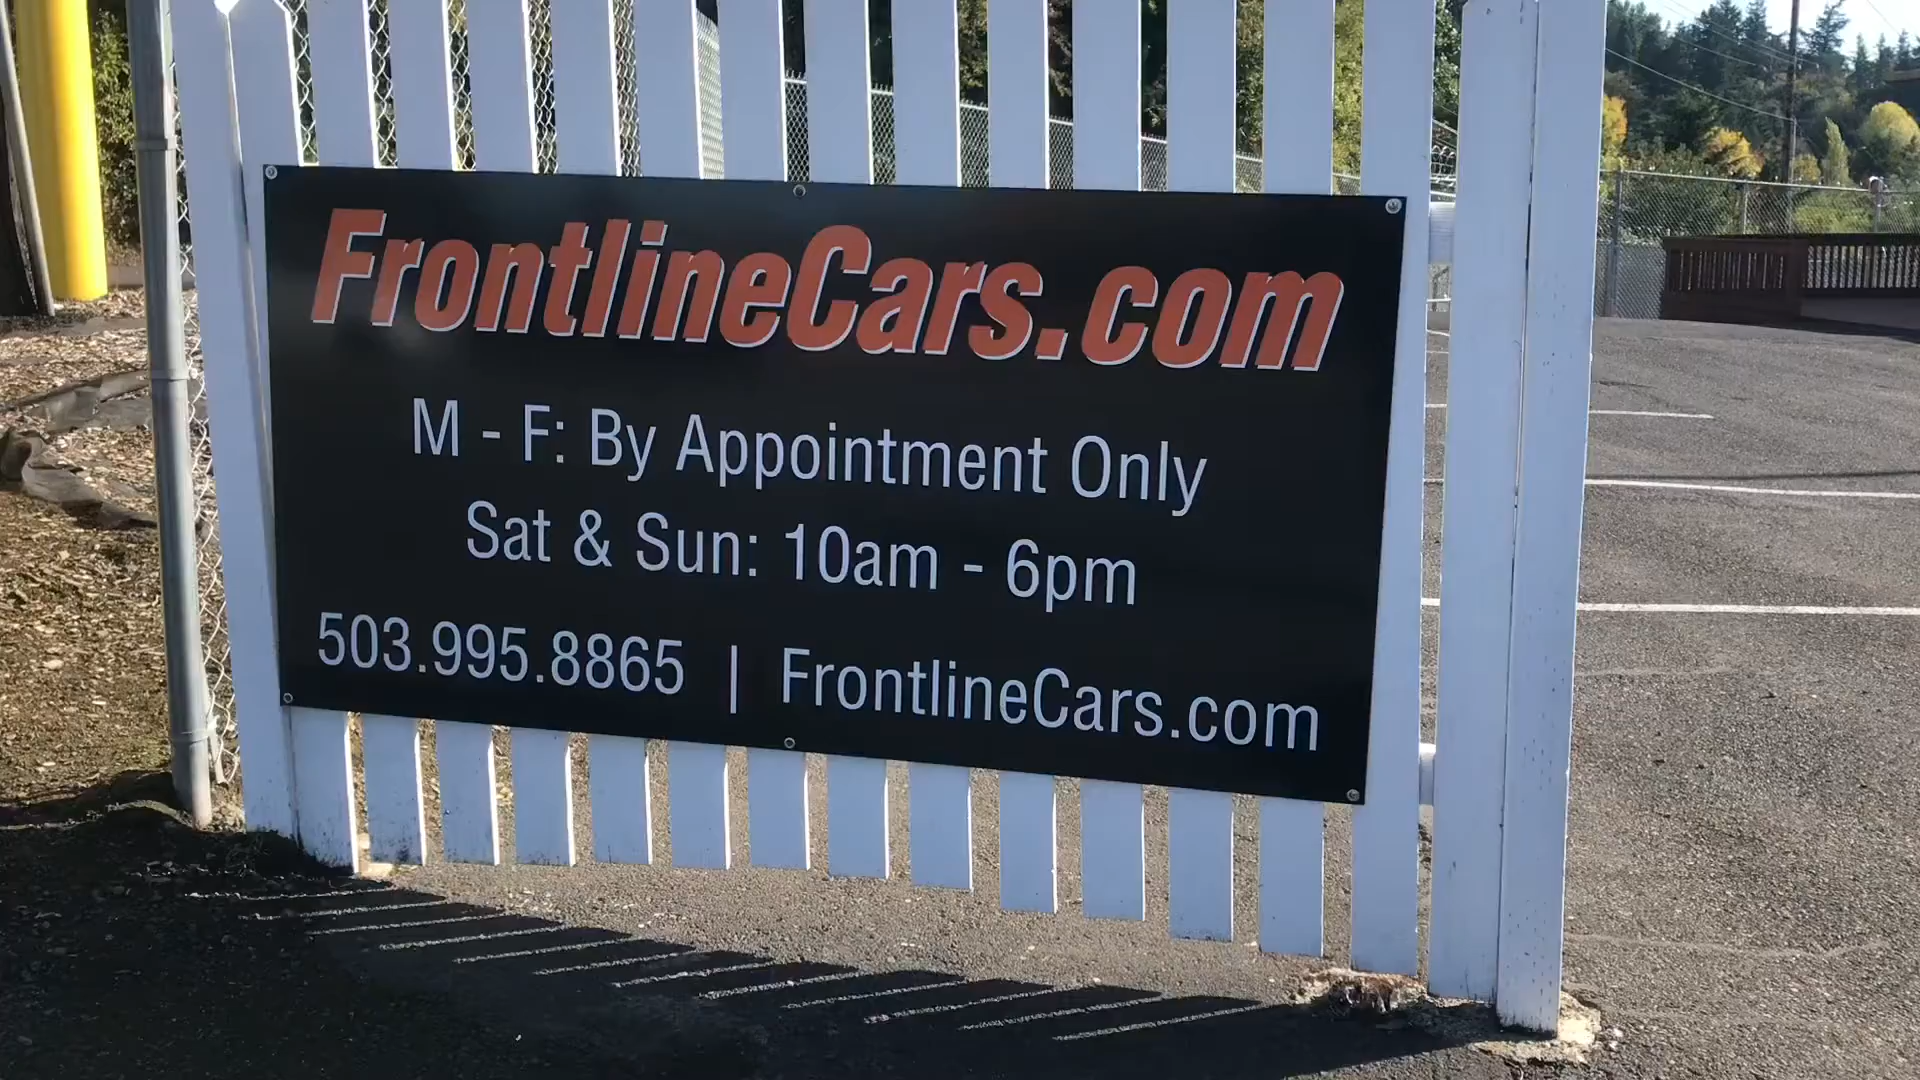 FrontlineCars.com
M - F: By Appointment Only
Sat & Sun: 10am - 6pm
503.995.8865 | FrontlineCars.com